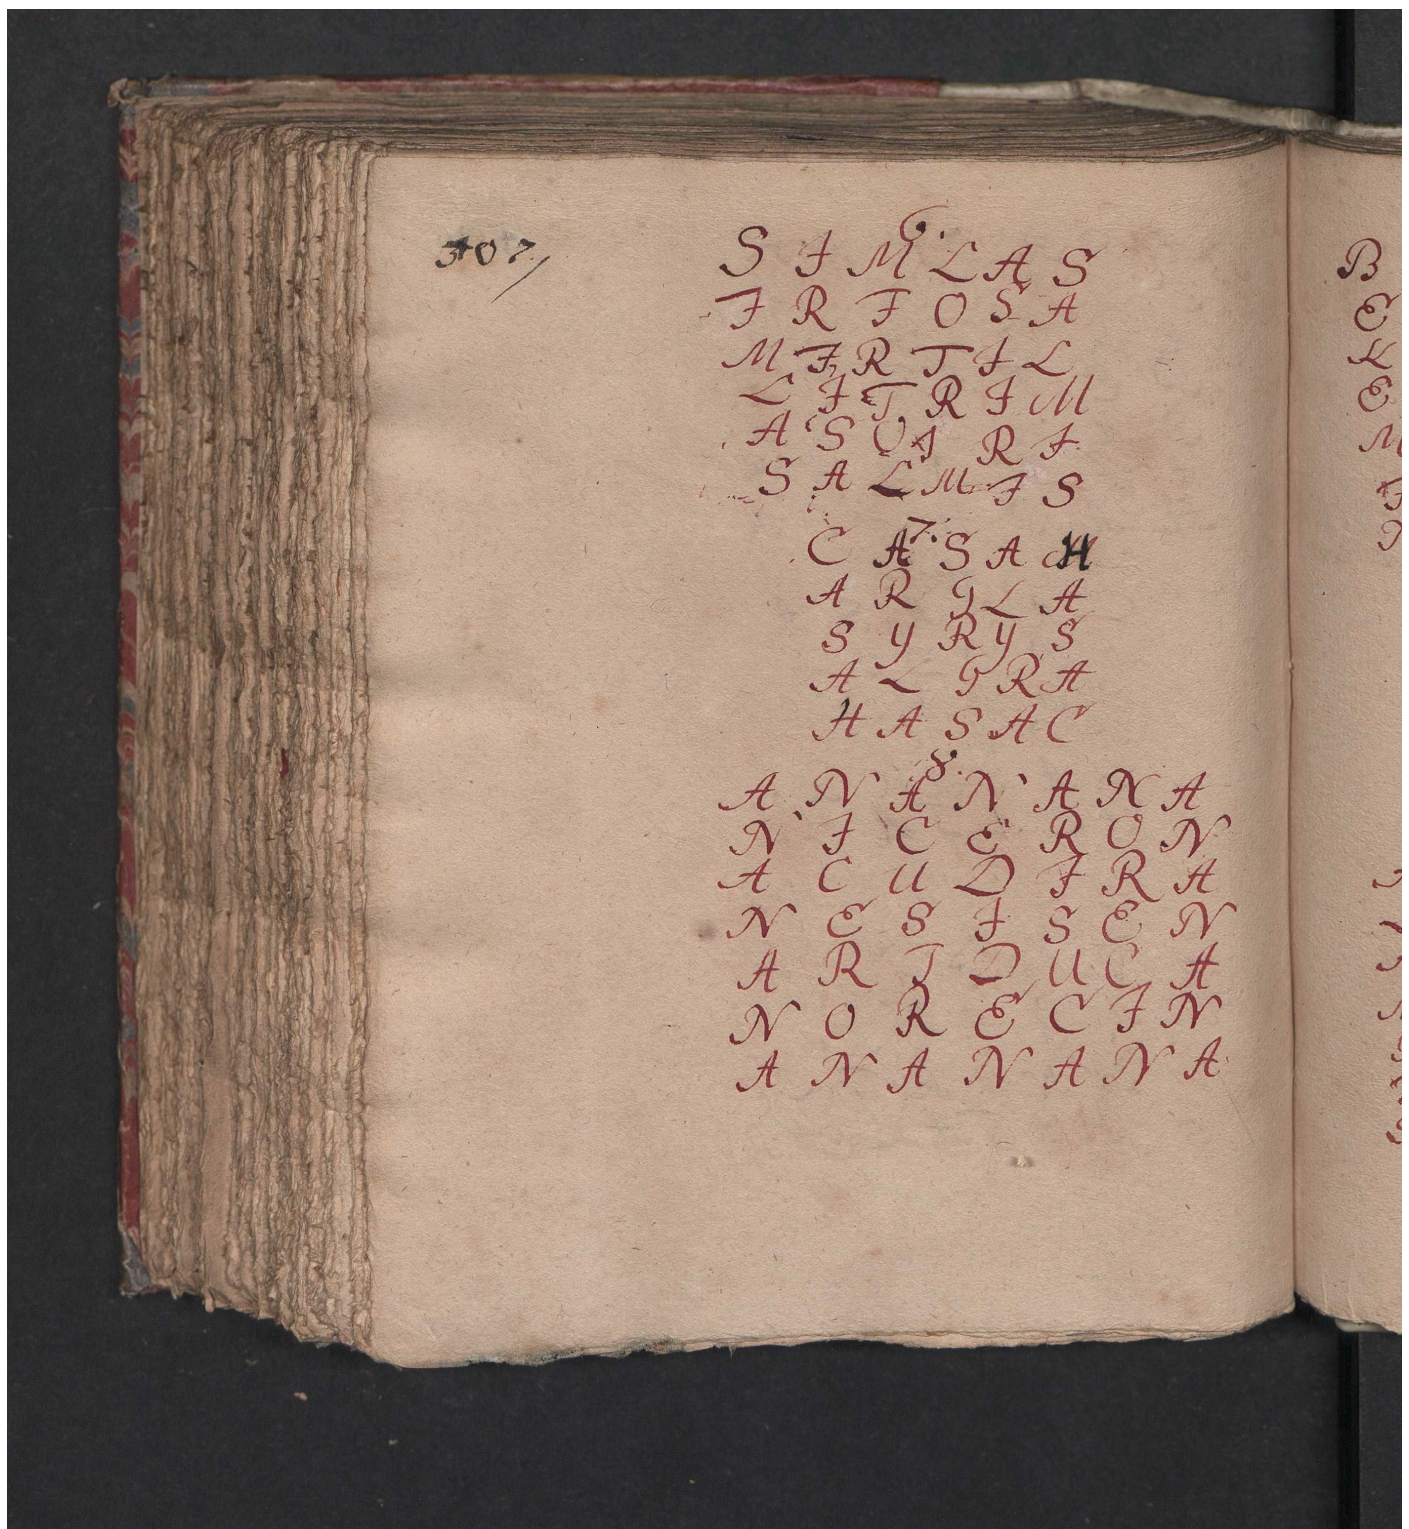 307
6.
S I M L A S
I R I O S A
M I R T I L
L I T R I M
A S O I R I
S A L M I S
7.
C A S A H
A R I L A
S Y R Y S
A L I R A
H A S A C
8.
A N A N A N A
N I C E R O N
A C U D I R A
N E S I S E N
A R I D U C A
N O R E C I N
A N A N A N A
B
E
K
E
M